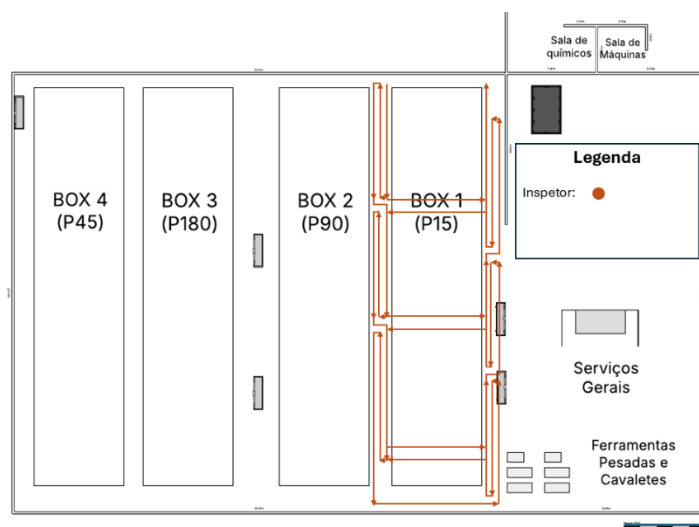 Sala de
químicos
Sala de
Máquinas
BOX 4
(P45)
BOX 3
(P180)
BOX 2
(P90)
BOX 1
(P15)
Legenda
Inspetor:
Serviços
Gerais
Ferramentas
Pesadas e
Cavaletes